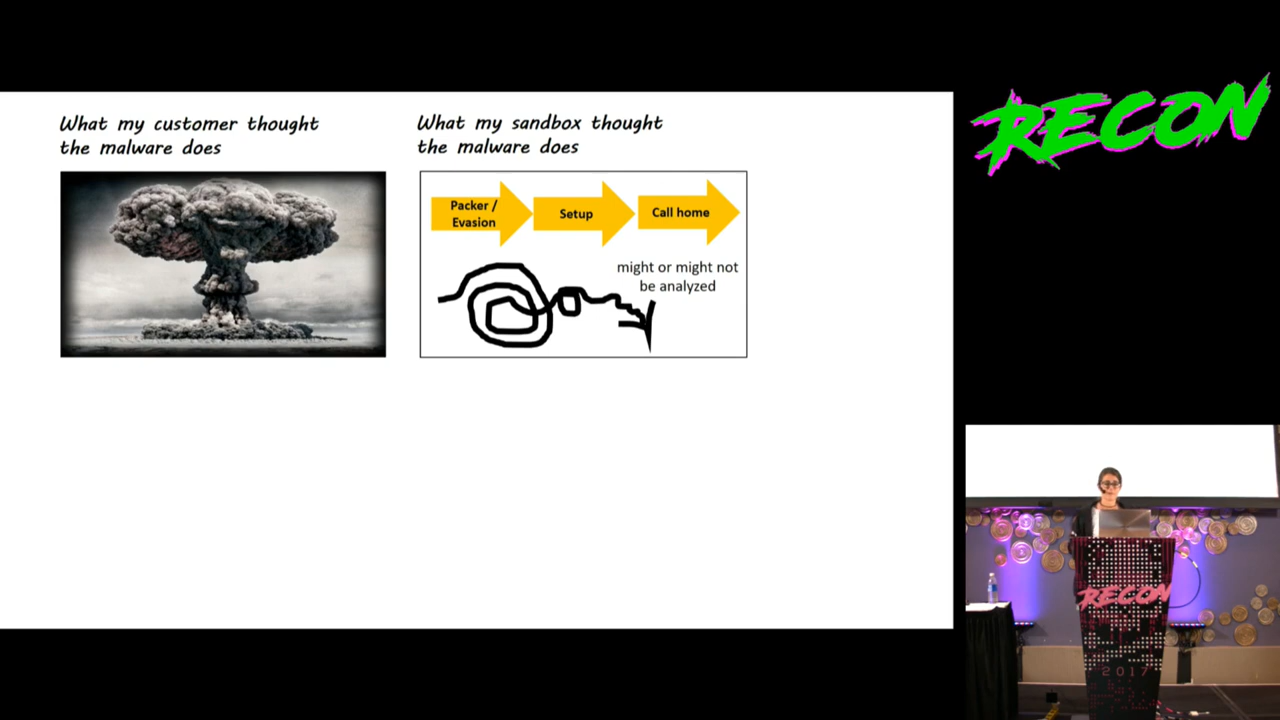 What my customer thought
the malware does
What my sandbox thought
the malware does
Packer /
Evasion
Setup
Call home
might or might not
be analyzed
RECON
RECON
2017